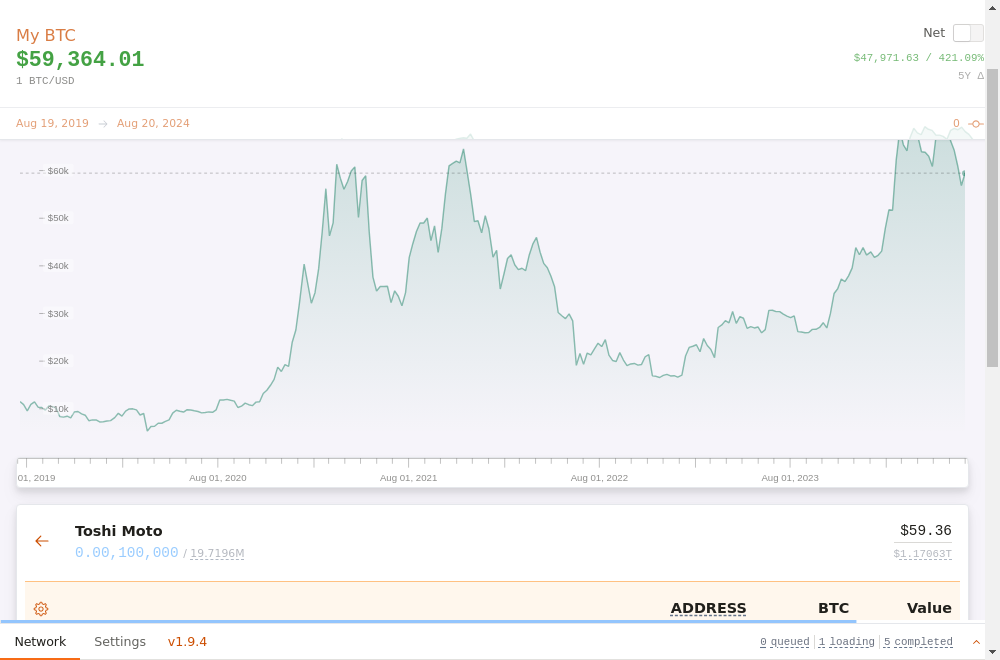 My BTC
Net
$59,364.01
$47,971.63 / 421.09%
1 BTC/USD
5Y Δ
Aug 19, 2019 → Aug 20, 2024
0
$60k
$50k
$40k
$30k
$20k
$10k
01, 2019
Aug 01, 2020
Aug 01, 2021
Aug 01, 2022
Aug 01, 2023
Toshi Moto
$59.36
0.00,100,000 / 19.7196M
$1.17063T
ADDRESS BTC Value
Network Settings v1.9.4
0 queued 1 loading 5 completed